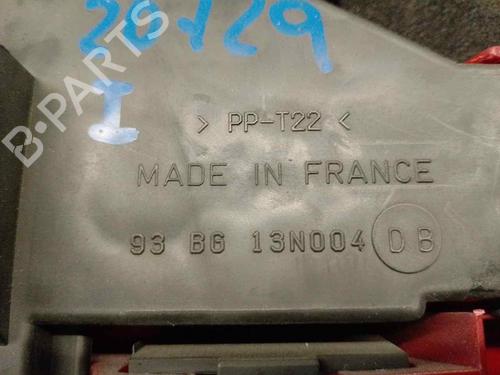 28729
I
B-PARTS
> PP-T22 <
MADE IN FRANCE
93 BG 13N004 DB